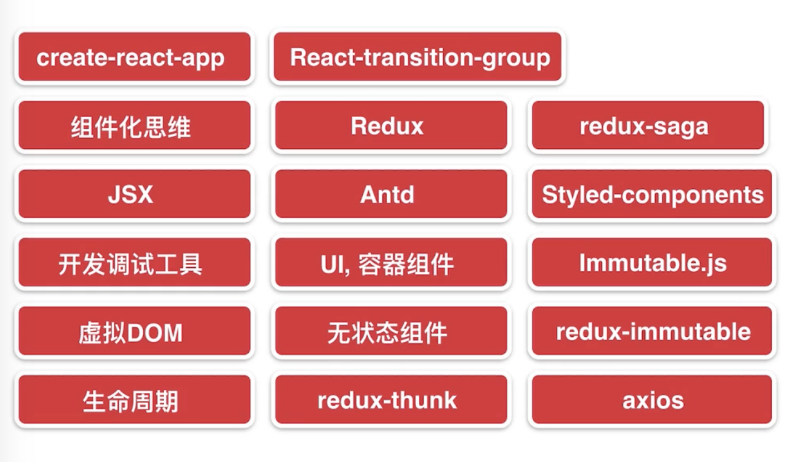 create-react-app
React-transition-group
组件化思维
Redux
redux-saga
JSX
Antd
Styled-components
开发调试工具
UI, 容器组件
Immutable.js
虚拟DOM
无状态组件
redux-immutable
生命周期
redux-thunk
axios